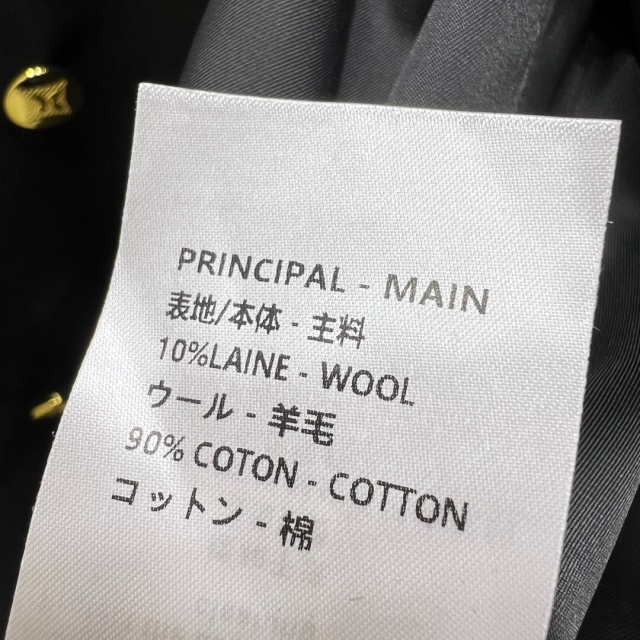 PRINCIPAL - MAIN
表地/本体 - 主料
10%LAINE - WOOL
ウール - 羊毛
90% COTON - COTTON
コットン - 棉